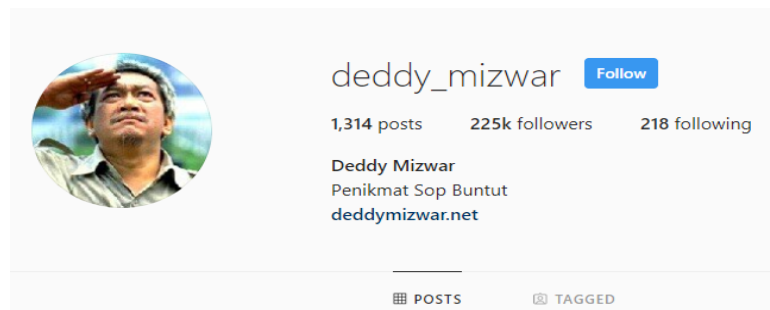 deddy_mizwar Follow
1,314 posts 225k followers 218 following
Deddy Mizwar
Penikmat Sop Buntut
deddymizwar.net
POSTS TAGGED